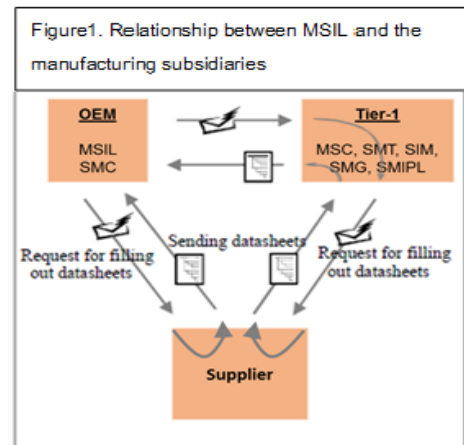 Figure1. Relationship between MSIL and the
manufacturing subsidiaries
OEM
MSIL
SMC
Tier-1
MSC, SMT, SIM,
SMG, SMIPL
Request for filling
out datasheets
Sending datasheets
Request for filling
out datasheets
Supplier